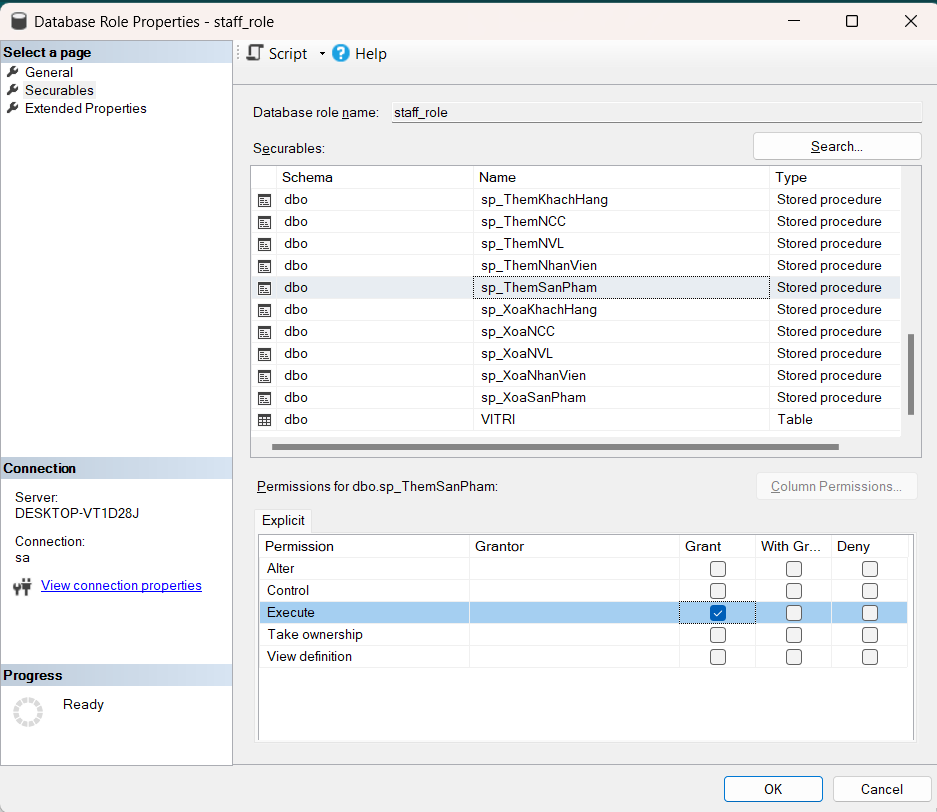 Database Role Properties - staff_role
Select a page
General
Securables
Extended Properties
Script
Help
Database role name: staff_role
Securables:
Search...
Schema Name Type
dbo sp_ThemKhachHang Stored procedure
dbo sp_ThemNCC Stored procedure
dbo sp_ThemNVL Stored procedure
dbo sp_ThemNhanVien Stored procedure
dbo sp_ThemSanPham Stored procedure
dbo sp_XoaKhachHang Stored procedure
dbo sp_XoaNCC Stored procedure
dbo sp_XoaNVL Stored procedure
dbo sp_XoaNhanVien Stored procedure
dbo sp_XoaSanPham Stored procedure
dbo VITRI Table
Connection
Server:
DESKTOP-VT1D28J
Connection:
sa
View connection properties
Permissions for dbo.sp_ThemSanPham:
Column Permissions...
Explicit
Permission Grantor Grant With Gr... Deny
Alter
Control
Execute
Take ownership
View definition
Progress
Ready
OK Cancel